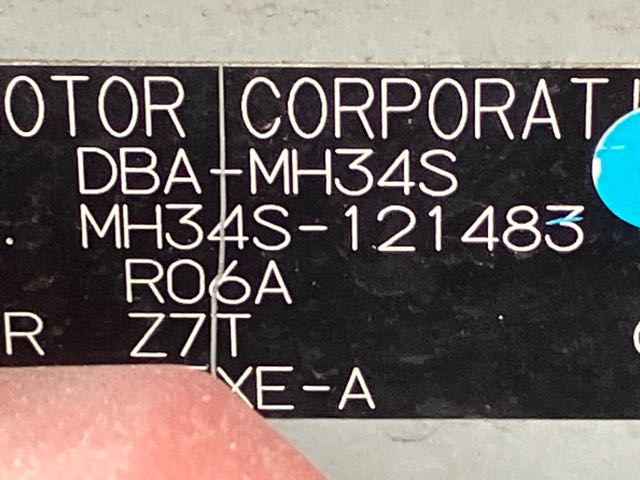 OTOR CORPORAT
DBA-MH34S
MH34S-121483
R06A
R Z7T
XE-A